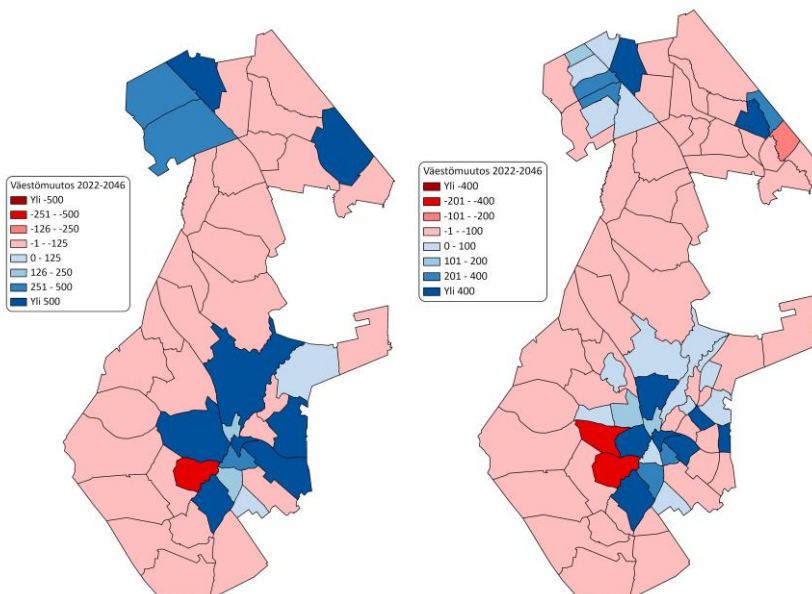 Väestömuutos 2022-2046
Yli -500
-251 - -500
-126 - -250
-1 - -125
0 - 125
126 - 250
251 - 500
Yli 500
Väestömuutos 2022-2046
Yli -400
-201 - -400
-101 - -200
-1 - -100
0 - 100
101 - 200
201 - 400
Yli 400